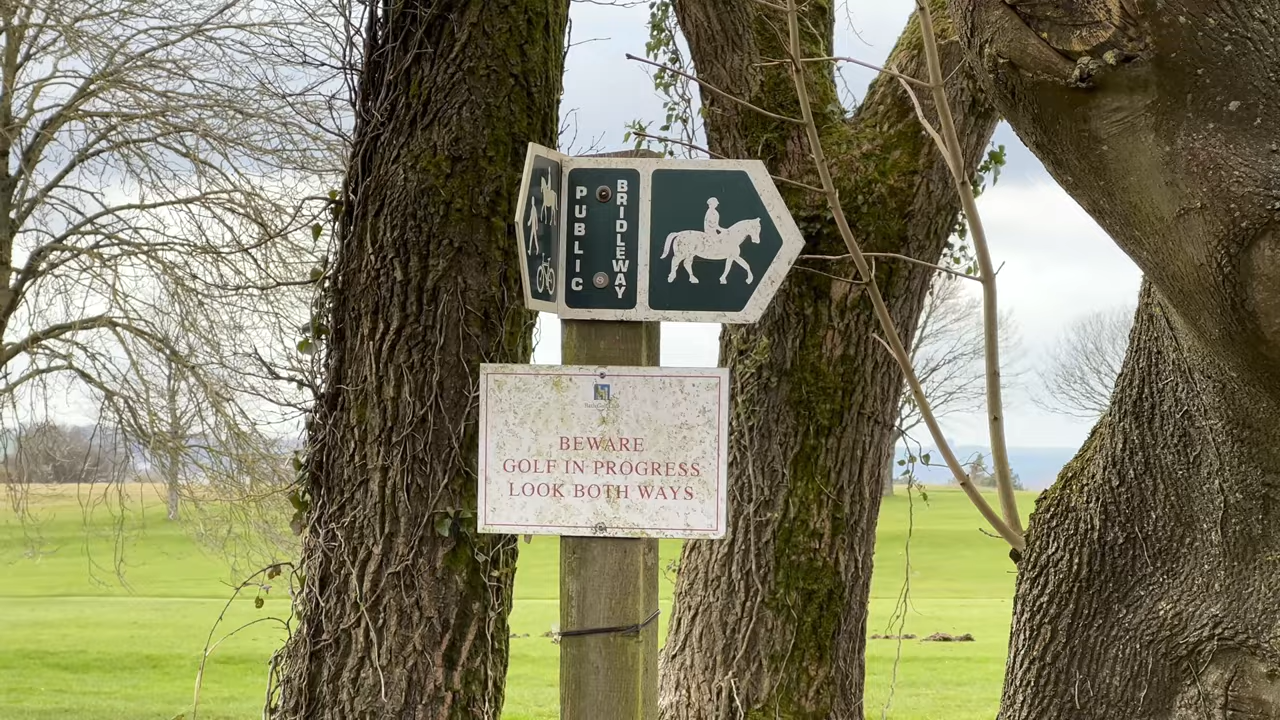 PUBLIC
BRIDLEWAY
BEWARE
GOLF IN PROGRESS
LOOK BOTH WAYS